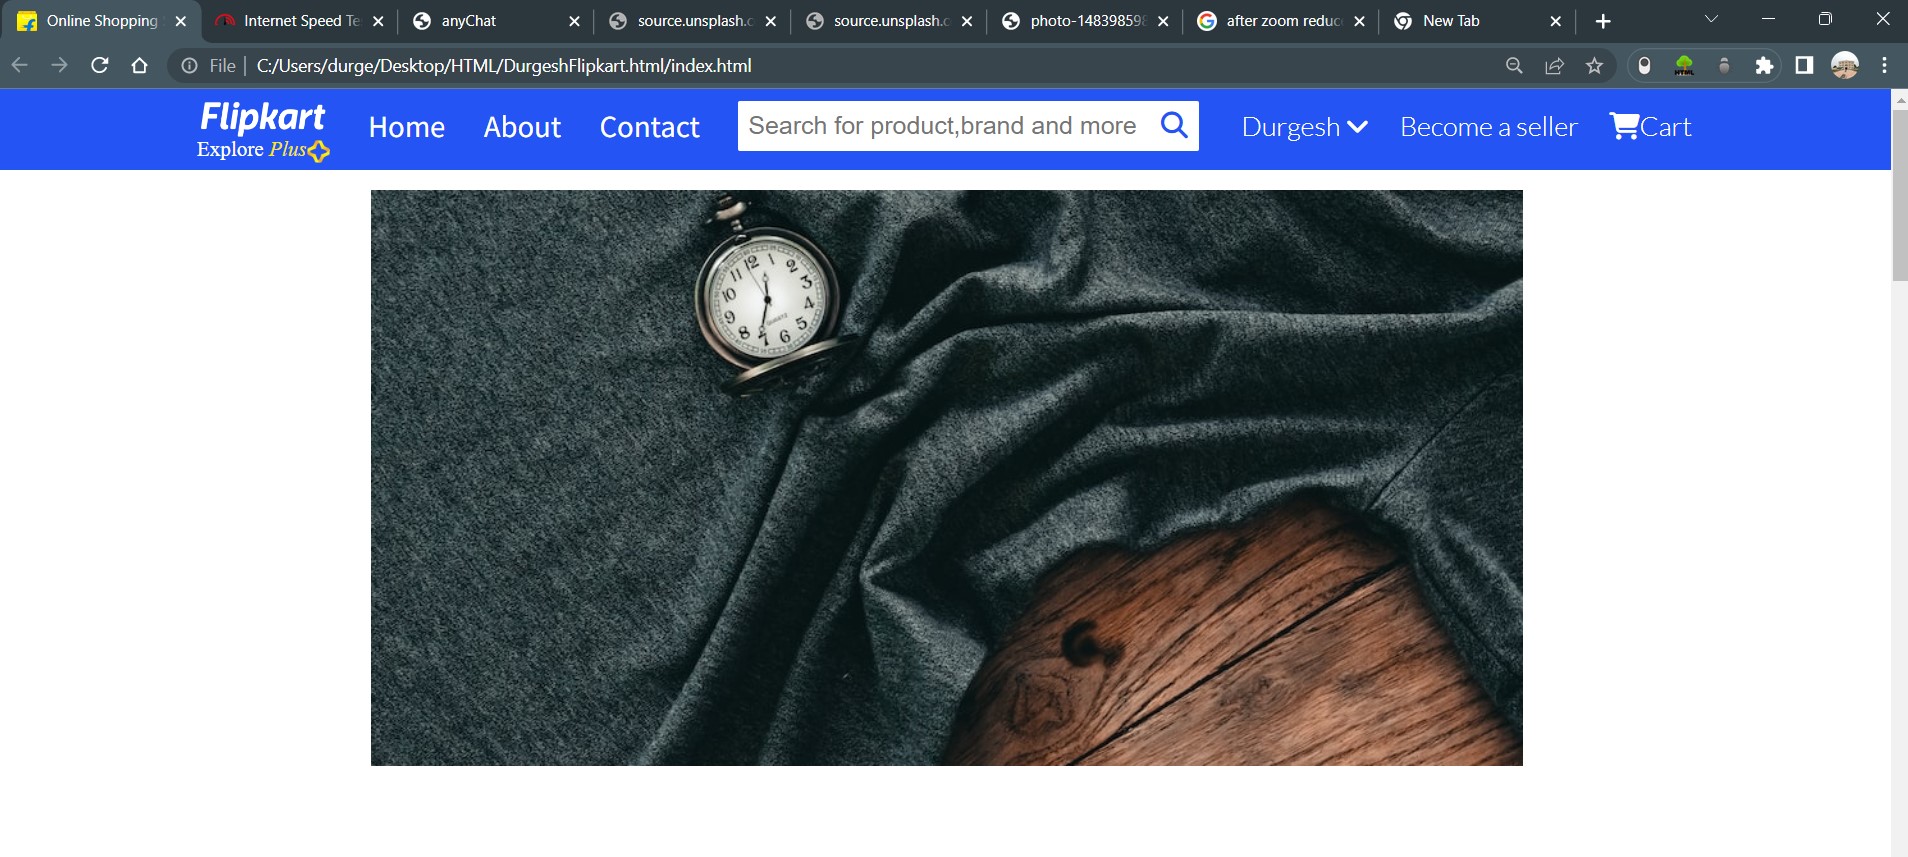 Online Shopping
Internet Speed Te
anyChat
source.unsplash.c
source.unsplash.c
photo-148398598
after zoom reduc
New Tab
File
C:/Users/durge/Desktop/HTML/DurgeshFlipkart.html/index.html
Flipkart
Explore Plus
Home
About
Contact
Search for product,brand and more
Durgesh
Become a seller
Cart
12
1
2
3
4
5
6
7
8
9
10
11
QUARTZ